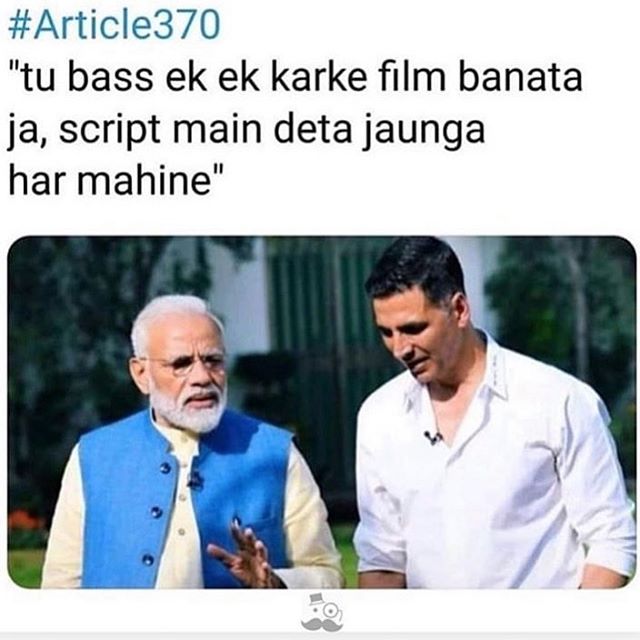 #Article370
"tu bass ek ek karke film banata
ja, script main deta jaunga
har mahine"